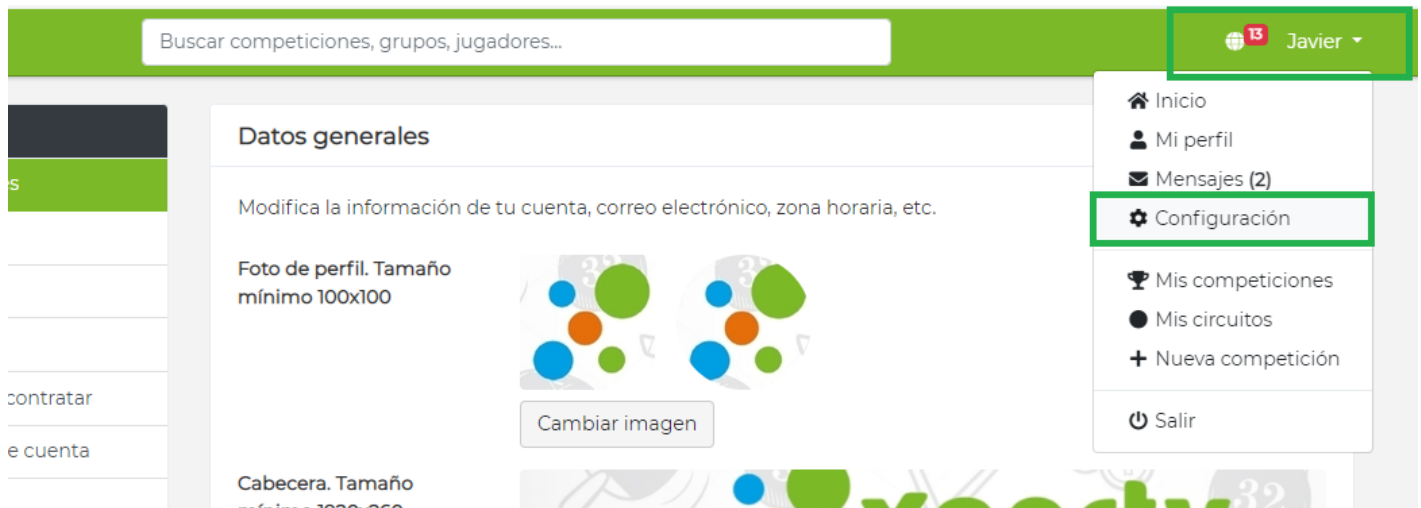 Buscar competiciones, grupos, jugadores...
13
Javier
Inicio
Mi perfil
Mensajes (2)
Configuración
Mis competiciones
Mis circuitos
Nueva competición
Salir
contratar
e cuenta
Datos generales
Modifica la información de tu cuenta, correo electrónico, zona horaria, etc.
Foto de perfil. Tamaño
mínimo 100x100
Cambiar imagen
Cabecera. Tamaño
32